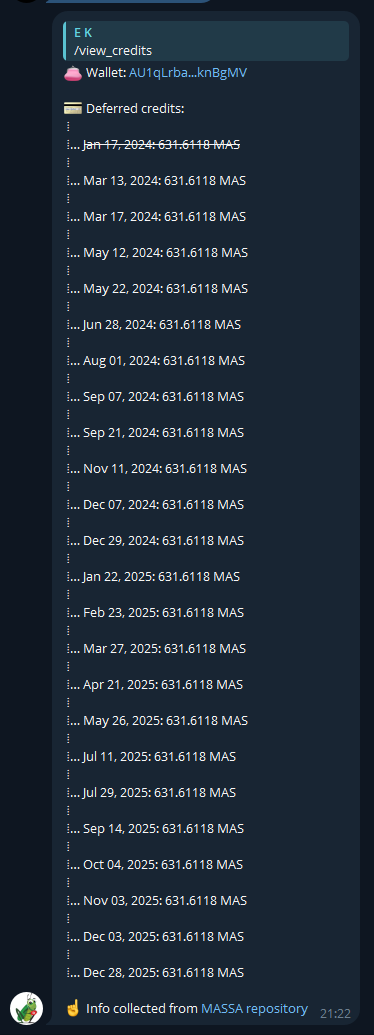 E K
/view_credits
👛 Wallet: AU1qLrba...knBgMV
💳 Deferred credits:
⁞
⁞... Jan 17, 2024: 631.6118 MAS
⁞
⁞... Mar 13, 2024: 631.6118 MAS
⁞
⁞... Mar 17, 2024: 631.6118 MAS
⁞
⁞... May 12, 2024: 631.6118 MAS
⁞
⁞... May 22, 2024: 631.6118 MAS
⁞
⁞... Jun 28, 2024: 631.6118 MAS
⁞
⁞... Aug 01, 2024: 631.6118 MAS
⁞
⁞... Sep 07, 2024: 631.6118 MAS
⁞
⁞... Sep 21, 2024: 631.6118 MAS
⁞
⁞... Nov 11, 2024: 631.6118 MAS
⁞
⁞... Dec 07, 2024: 631.6118 MAS
⁞
⁞... Dec 29, 2024: 631.6118 MAS
⁞
⁞... Jan 22, 2025: 631.6118 MAS
⁞
⁞... Feb 23, 2025: 631.6118 MAS
⁞
⁞... Mar 27, 2025: 631.6118 MAS
⁞
⁞... Apr 21, 2025: 631.6118 MAS
⁞
⁞... May 26, 2025: 631.6118 MAS
⁞
⁞... Jul 11, 2025: 631.6118 MAS
⁞
⁞... Jul 29, 2025: 631.6118 MAS
⁞
⁞... Sep 14, 2025: 631.6118 MAS
⁞
⁞... Oct 04, 2025: 631.6118 MAS
⁞
⁞... Nov 03, 2025: 631.6118 MAS
⁞
⁞... Dec 03, 2025: 631.6118 MAS
⁞
⁞... Dec 28, 2025: 631.6118 MAS
☝ Info collected from MASSA repository 21:22